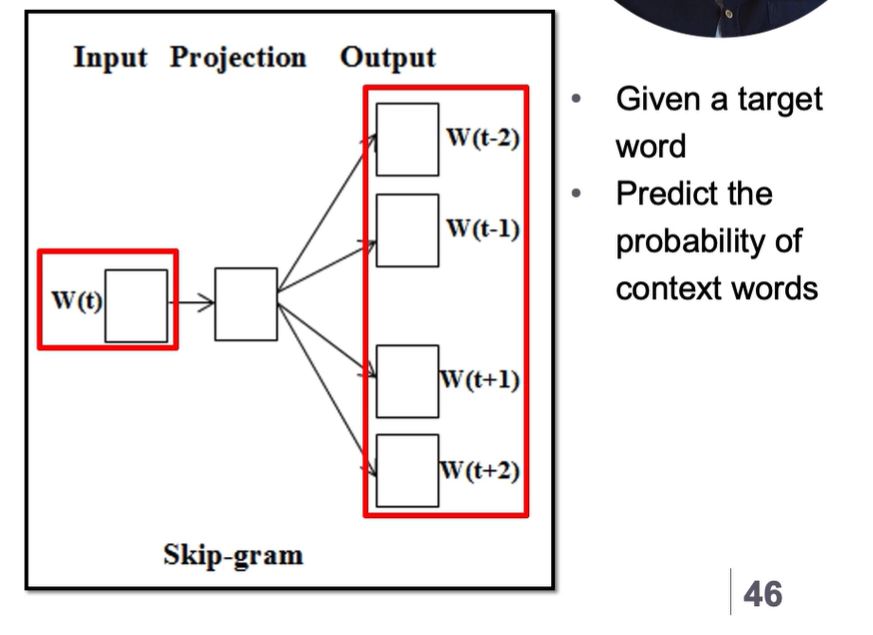 Input Projection Output
W(t-2)
W(t-1)
W(t)
W(t+1)
W(t+2)
Skip-gram
• Given a target
word
• Predict the
probability of
context words
46